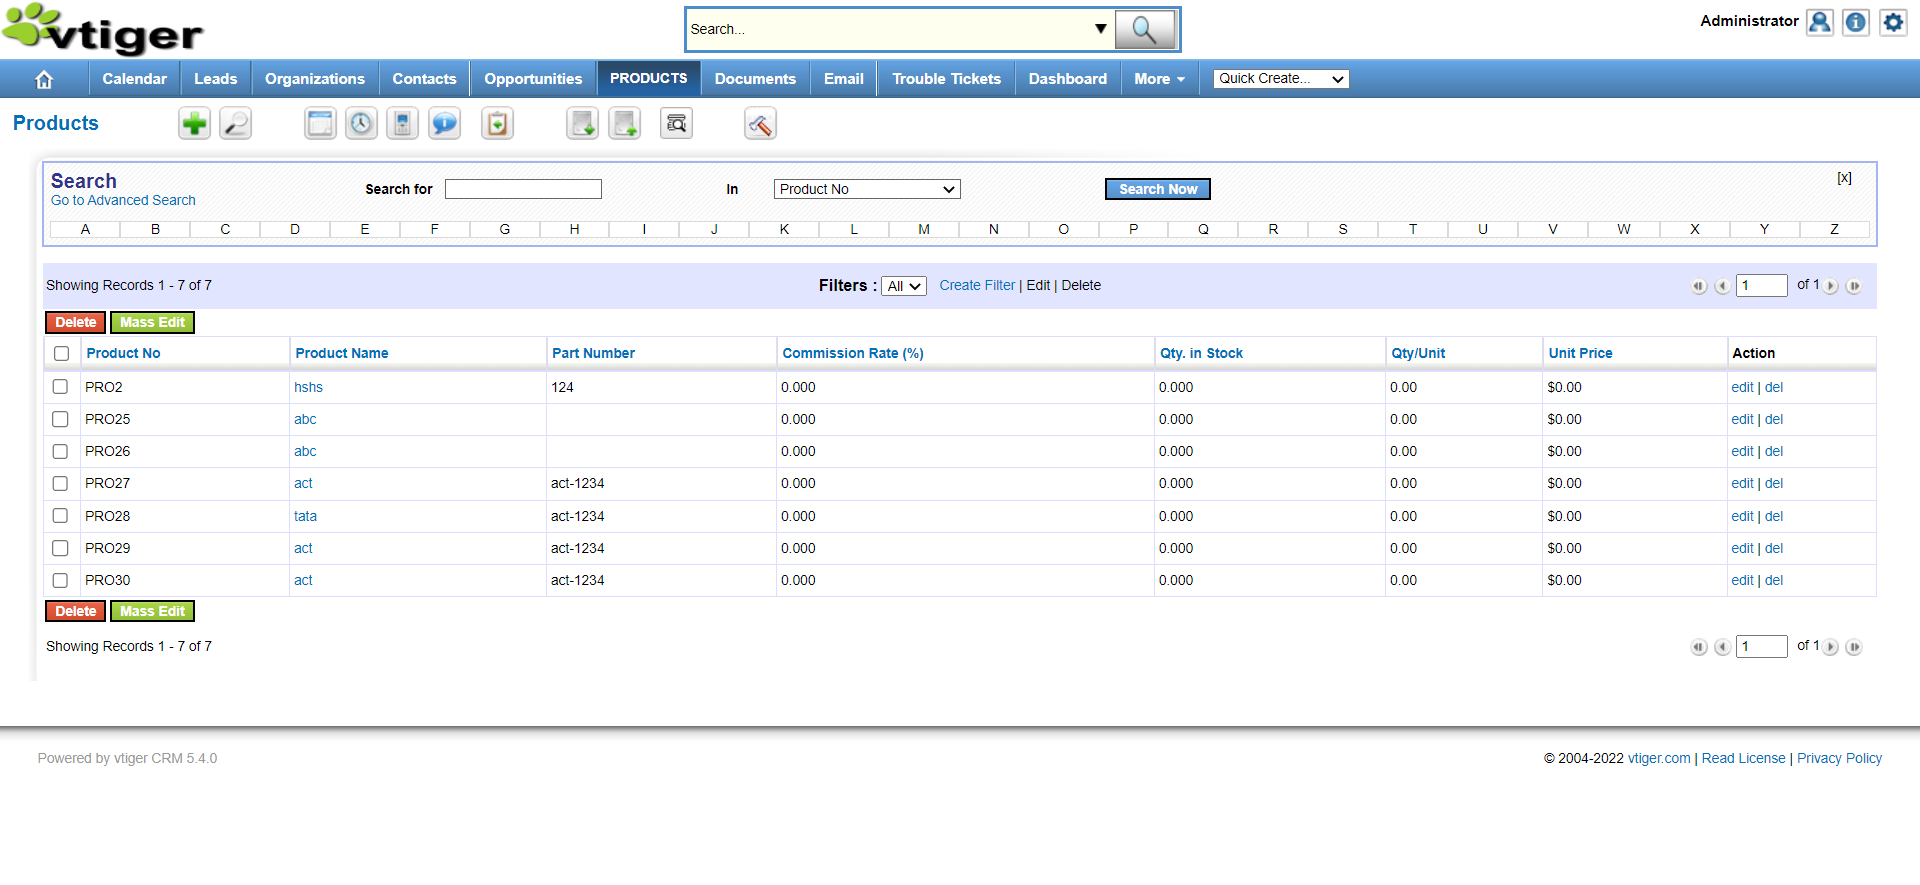 vtiger
Search...
Administrator
Calendar Leads Organizations Contacts Opportunities PRODUCTS Documents Email Trouble Tickets Dashboard More Quick Create...
Products
Search
Go to Advanced Search
Search for In Product No Search Now [x]
A B C D E F G H I J K L M N O P Q R S T U V W X Y Z
Showing Records 1 - 7 of 7 Filters : All Create Filter | Edit | Delete 1 of 1
Delete Mass Edit
Product No Product Name Part Number Commission Rate (%) Qty. in Stock Qty/Unit Unit Price Action
PRO2 hshs 124 0.000 0.000 0.00 $0.00 edit | del
PRO25 abc 0.000 0.000 0.00 $0.00 edit | del
PRO26 abc 0.000 0.000 0.00 $0.00 edit | del
PRO27 act act-1234 0.000 0.000 0.00 $0.00 edit | del
PRO28 tata act-1234 0.000 0.000 0.00 $0.00 edit | del
PRO29 act act-1234 0.000 0.000 0.00 $0.00 edit | del
PRO30 act act-1234 0.000 0.000 0.00 $0.00 edit | del
Delete Mass Edit
Showing Records 1 - 7 of 7 1 of 1
Powered by vtiger CRM 5.4.0 © 2004-2022 vtiger.com | Read License | Privacy Policy